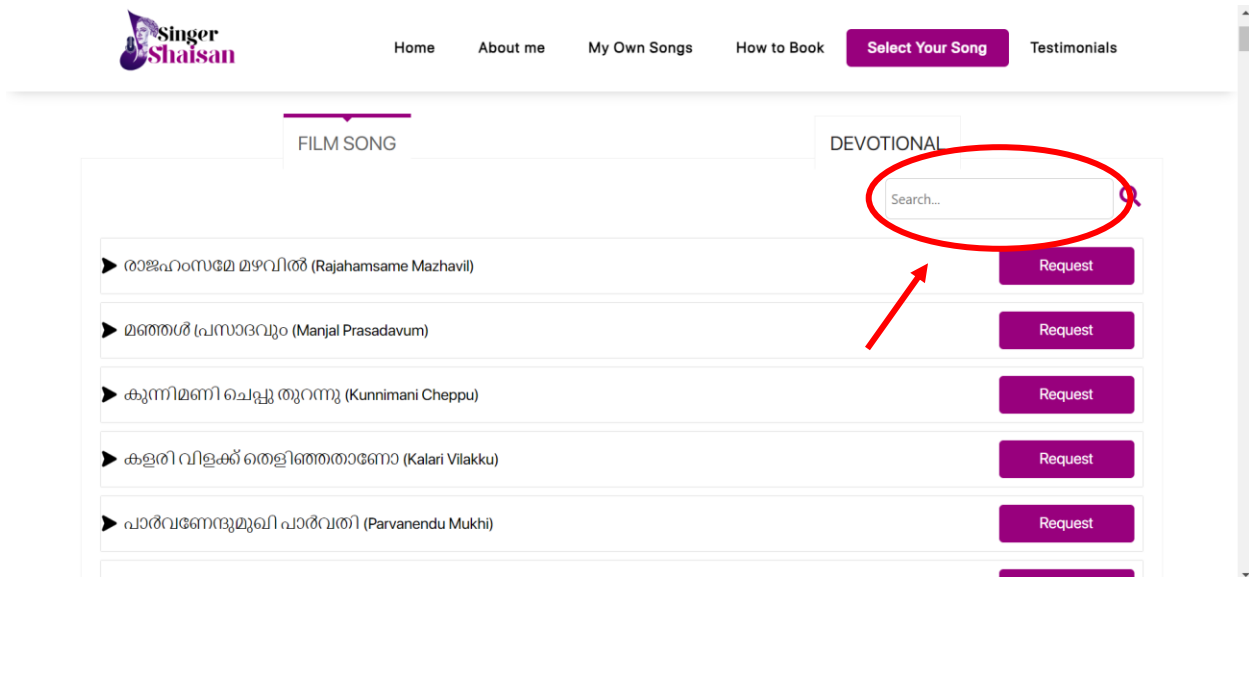 Singer
Shaisan
Home About me My Own Songs How to Book Select Your Song Testimonials
FILM SONG DEVOTIONAL
Search...
രാജഹംസമേ മഴവിൽ (Rajahamsame Mazhavil) Request
മഞ്ഞൾ പ്രസാദവും (Manjal Prasadavum) Request
കുന്നിമണി ചെപ്പു തുറന്നു (Kunnimani Cheppu) Request
കളരി വിളക്ക് തെളിഞ്ഞതാണോ (Kalari Vilakku) Request
പാർവണേന്ദുമുഖി പാർവതി (Parvanendu Mukhi) Request